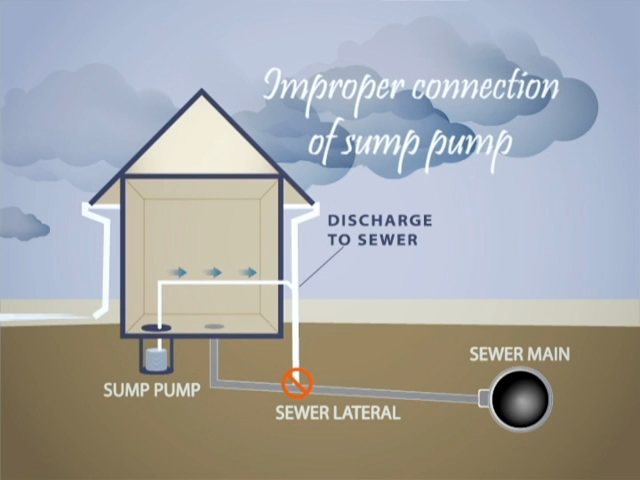 Improper connection
of sump pump
DISCHARGE
TO SEWER
SEWER MAIN
SUMP PUMP
SEWER LATERAL